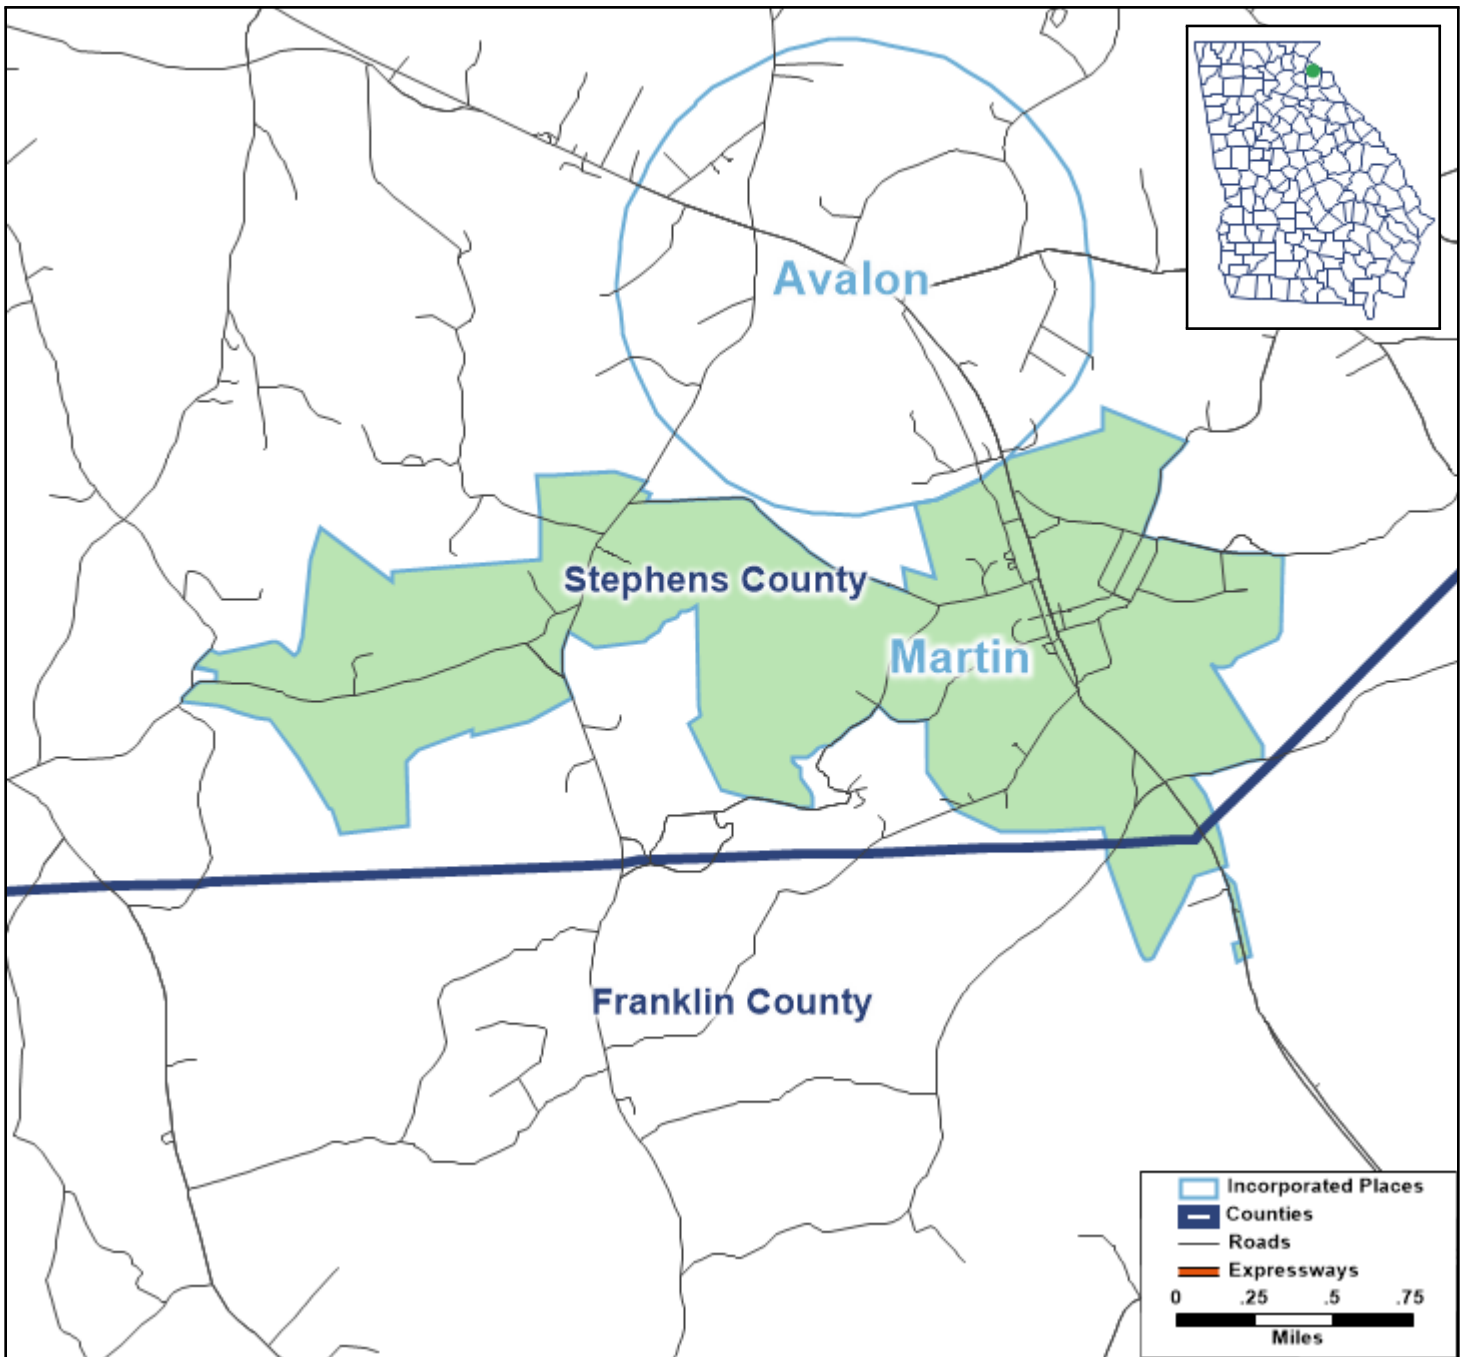 Avalon
Stephens County
Martin
Franklin County
Incorporated Places
Counties
Roads
Expressways
0 .25 .5 .75
Miles